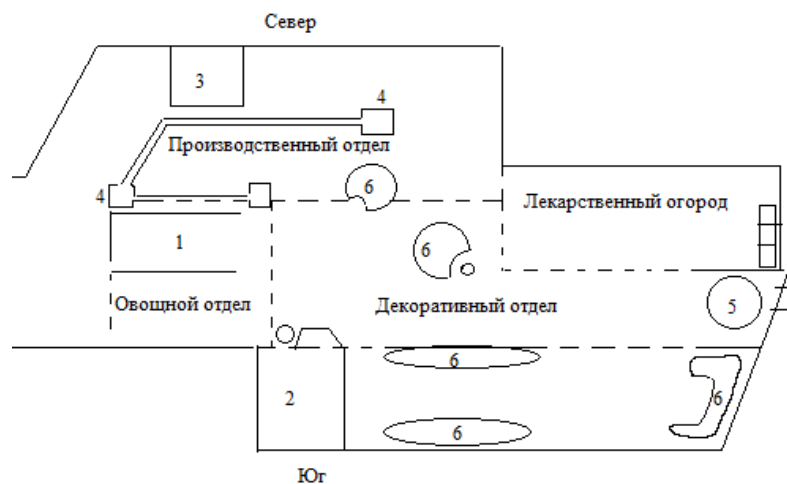 Север
3
4
Производственный отдел
6
4
Лекарственный огород
1
6
Овощной отдел
Декоративный отдел
5
6
2
6
6
Юг